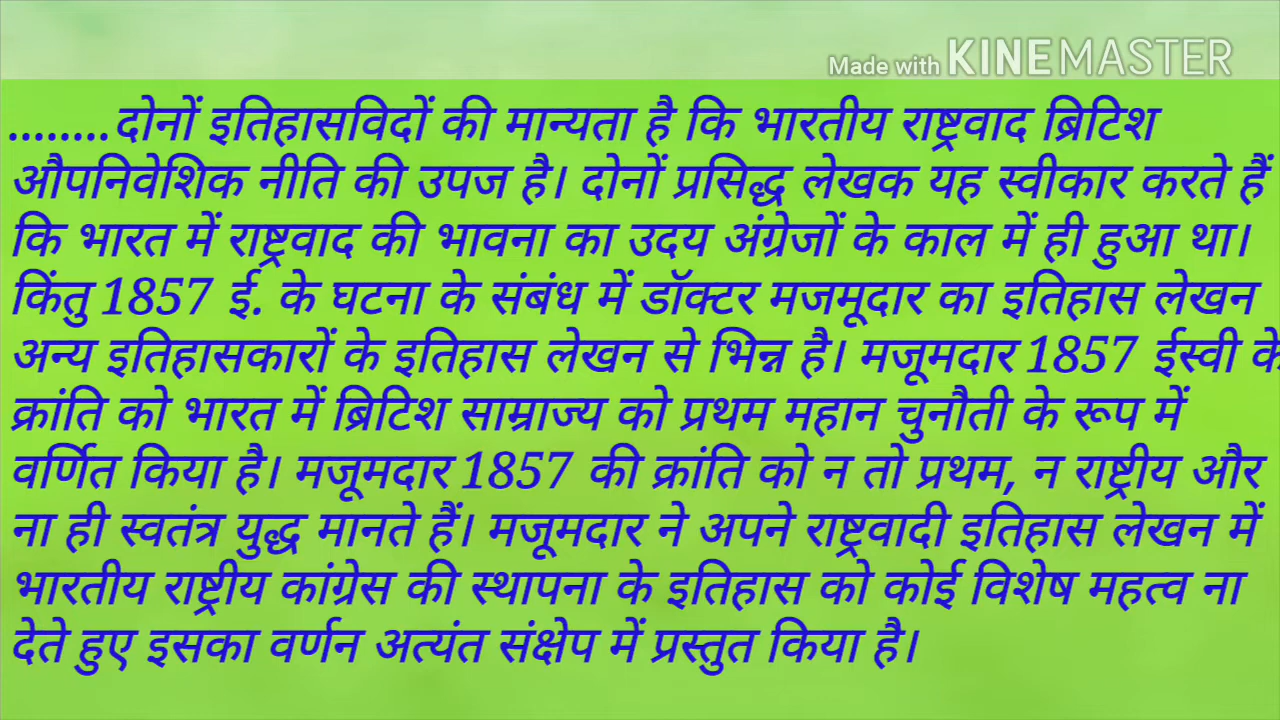 Made with KINEMASTER
........दोनों इतिहासविदों की मान्यता है कि भारतीय राष्ट्रवाद ब्रिटिश
औपनिवेशिक नीति की उपज है। दोनों प्रसिद्ध लेखक यह स्वीकार करते हैं
कि भारत में राष्ट्रवाद की भावना का उदय अंग्रेजों के काल में ही हुआ था।
किंतु 1857 ई. के घटना के संबंध में डॉक्टर मजमूदार का इतिहास लेखन
अन्य इतिहासकारों के इतिहास लेखन से भिन्न है। मजूमदार 1857 ईस्वी के
क्रांति को भारत में ब्रिटिश साम्राज्य को प्रथम महान चुनौती के रूप में
वर्णित किया है। मजूमदार 1857 की क्रांति को न तो प्रथम, न राष्ट्रीय और
ना ही स्वतंत्र युद्ध मानते हैं। मजूमदार ने अपने राष्ट्रवादी इतिहास लेखन में
भारतीय राष्ट्रीय कांग्रेस की स्थापना के इतिहास को कोई विशेष महत्व ना
देते हुए इसका वर्णन अत्यंत संक्षेप में प्रस्तुत किया है।